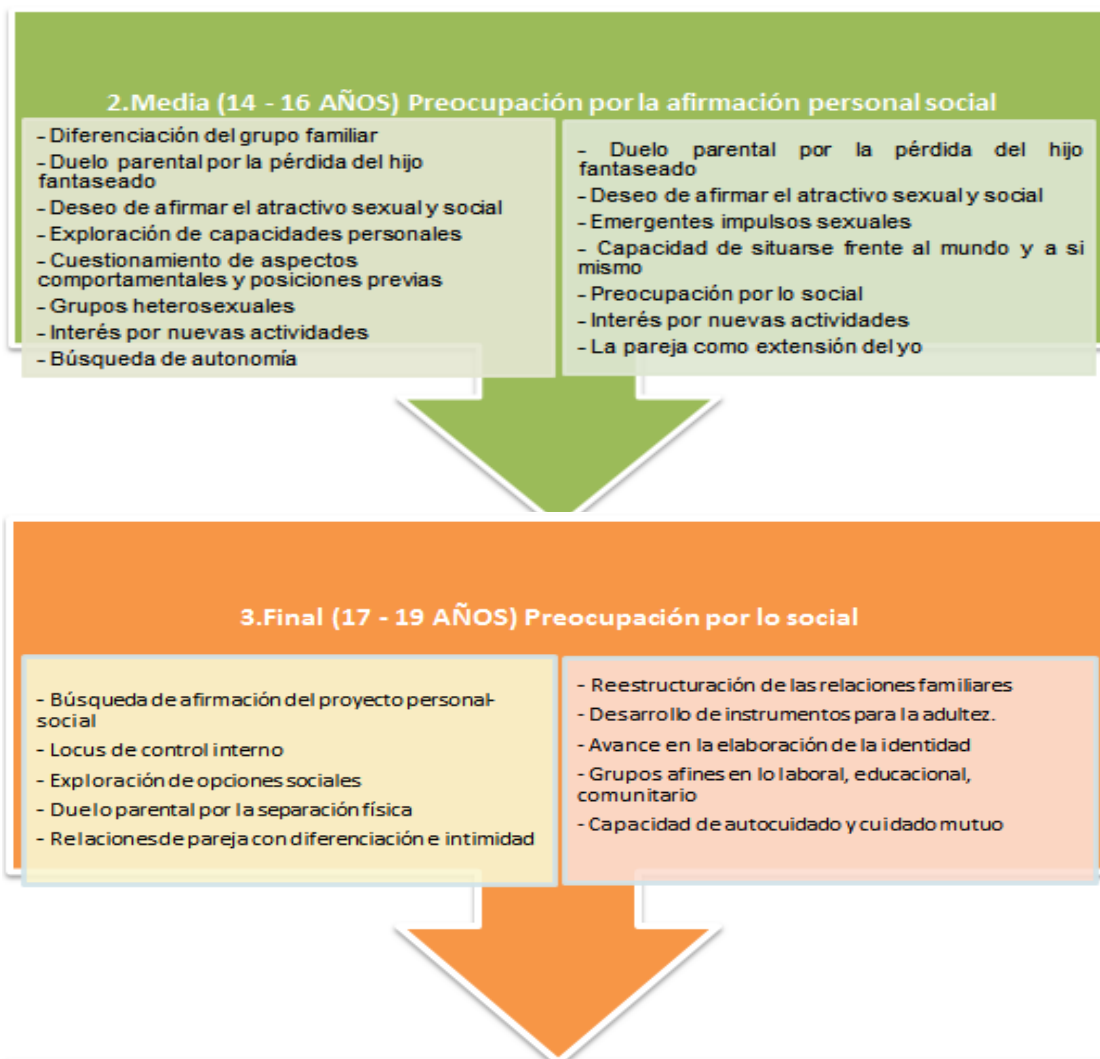 2.Media (14 - 16 AÑOS) Preocupación por la afirmación personal social
- Diferenciación del grupo familiar
- Duelo parental por la pérdida del hijo
fantaseado
- Deseo de afirmar el atractivo sexual y social
- Exploración de capacidades personales
- Cuestionamiento de aspectos
comportamentales y posiciones previas
- Grupos heterosexuales
- Interés por nuevas actividades
- Búsqueda de autonomía
- Duelo parental por la pérdida del hijo
fantaseado
- Deseo de afirmar el atractivo sexual y social
- Emergentes impulsos sexuales
- Capacidad de situarse frente al mundo y a si
mismo
- Preocupación por lo social
- Interés por nuevas actividades
- La pareja como extensión del yo
3.Final (17 - 19 AÑOS) Preocupación por lo social
- Búsqueda de afirmación del proyecto personal-
social
- Locus de control interno
- Exploración de opciones sociales
- Duelo parental por la separación física
- Relaciones de pareja con diferenciación e intimidad
- Reestructuración de las relaciones familiares
- Desarrollo de instrumentos para la adultez.
- Avance en la elaboración de la identidad
- Grupos afines en lo laboral, educacional,
comunitario
- Capacidad de autocuidado y cuidado mutuo